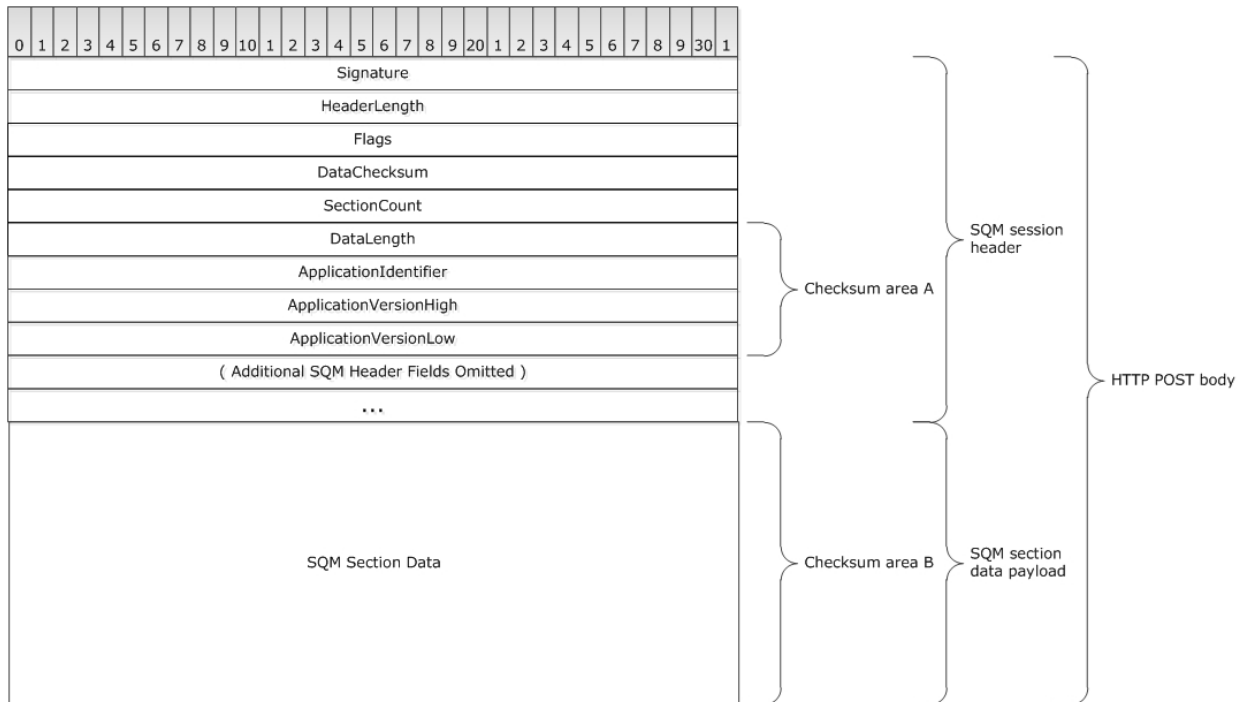 0 1 2 3 4 5 6 7 8 9 10 1 2 3 4 5 6 7 8 9 20 1 2 3 4 5 6 7 8 9 30 1
Signature
HeaderLength
Flags
DataChecksum
SectionCount
DataLength
ApplicationIdentifier
ApplicationVersionHigh
ApplicationVersionLow
( Additional SQM Header Fields Omitted )
...
SQM Section Data
Checksum area A
Checksum area B
SQM session
header
SQM section
data payload
HTTP POST body